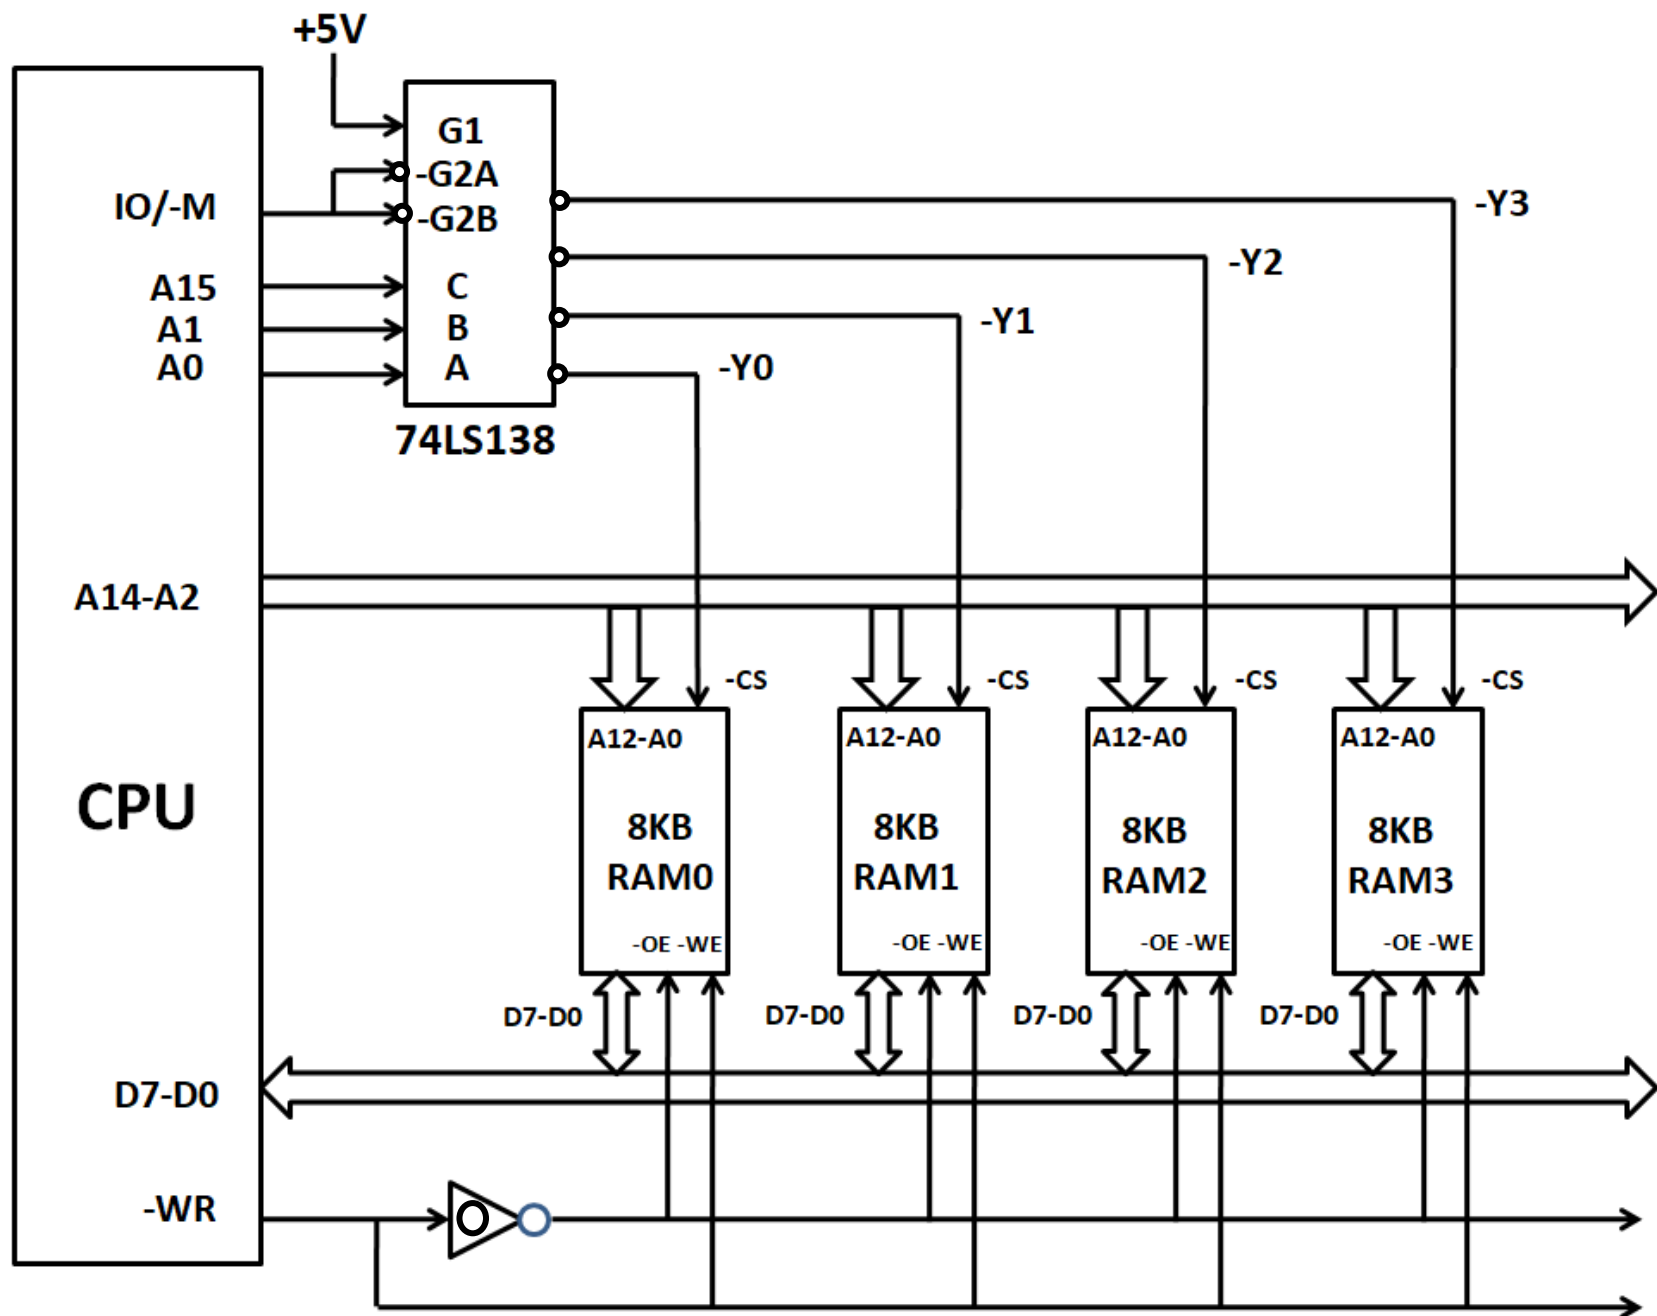 +5V
G1
-G2A
IO/-M
-G2B
-Y3
-Y2
A15
C
-Y1
A1
B
A0
A
-Y0
74LS138
A14-A2
-CS
-CS
-CS
-CS
A12-A0
A12-A0
A12-A0
A12-A0
CPU
8KB
RAM0
8KB
RAM1
8KB
RAM2
8KB
RAM3
-OE -WE
-OE -WE
-OE -WE
-OE -WE
D7-D0
D7-D0
D7-D0
D7-D0
D7-D0
-WR